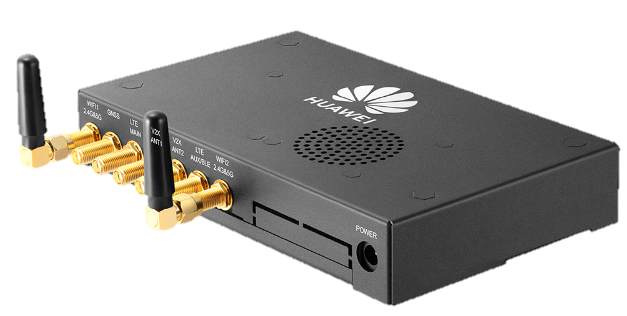 HUAWEI
WIFI1
2.4G&5G
GNSS
LTE
MAIN
V2X
ANT1
V2X
ANT2
LTE
AUX/BLE
WIFI2
2.4G&5G
POWER